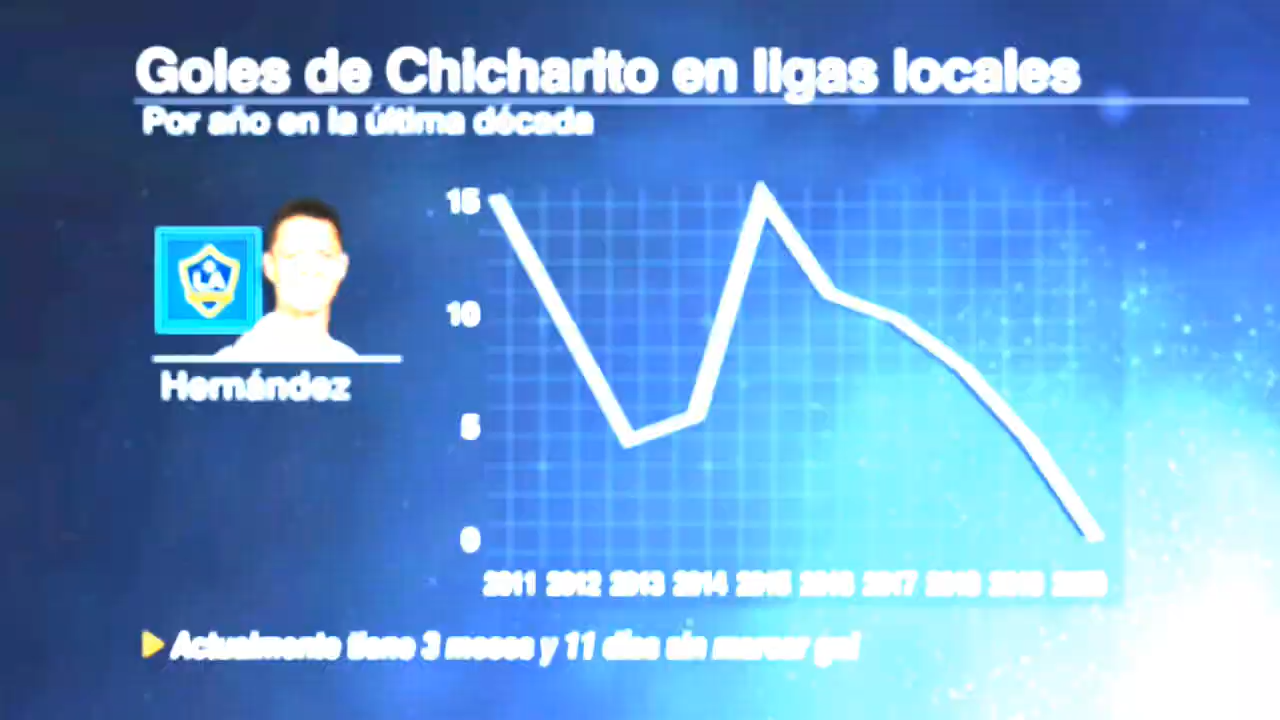 Goles de Chicharito en ligas locales
Por año en la última década
15
LA
10
Hernández
5
0
2011 2012 2013 2014 2015 2016 2017 2018 2019 2020
Actualmente tiene 3 meses y 11 días sin marcar gol